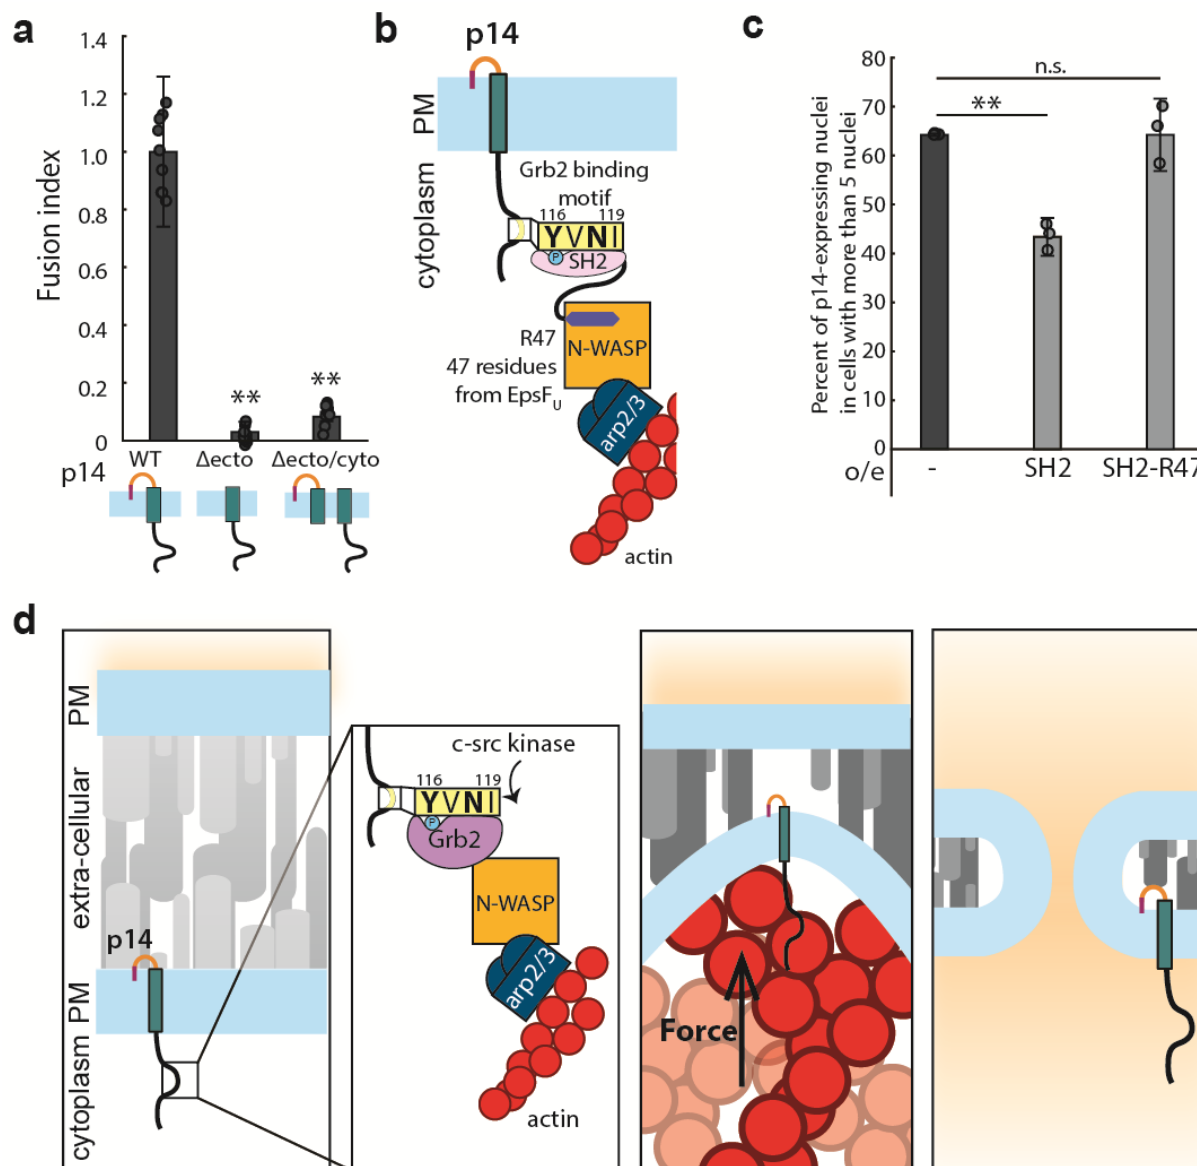 a
Fusion index
1.4
1.2
1.0
0.8
0.6
0.4
0.2
0
**
**
p14
WT
Δecto
Δecto/cyto
b
p14
PM
cytoplasm
Grb2 binding
motif
116 119
YVNI
P
SH2
R47
47 residues
from EpsFU
N-WASP
arp2/3
actin
c
Percent of p14-expressing nuclei
in cells with more than 5 nuclei
80
70
60
50
40
30
20
10
0
n.s.
**
o/e - SH2 SH2-R47
d
PM
extra-cellular
p14
PM
cytoplasm
c-src kinase
116 119
YVNI
P
Grb2
N-WASP
arp2/3
actin
Force